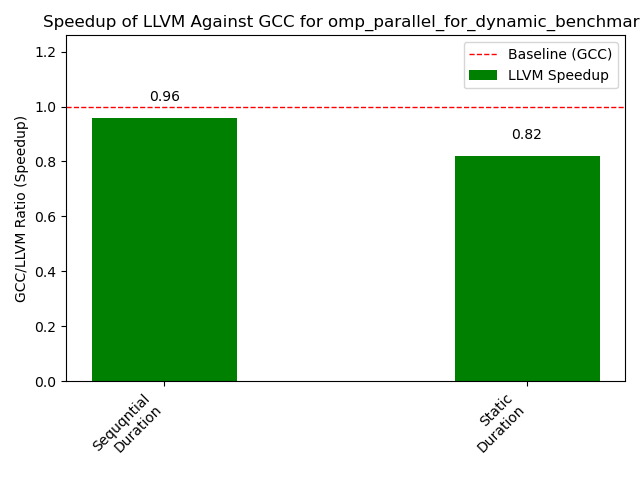 Speedup of LLVM Against GCC for omp_parallel_for_dynamic_benchmar
1.2
1.0
0.8
0.6
0.4
0.2
0.0
GCC/LLVM Ratio (Speedup)
Baseline (GCC)
LLVM Speedup
0.96
0.82
Sequqntial
Duration
Static
Duration